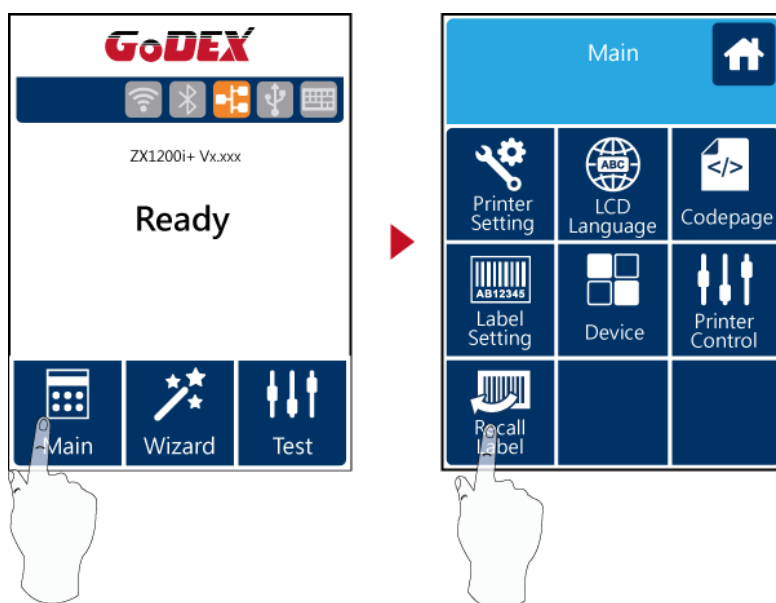 GoDEX
ZX1200i+ Vx.xxx
Ready
Main
Wizard
Test
Main
ABC
</>
Printer
Setting
LCD
Language
Codepage
AB12345
Label
Setting
Device
Printer
Control
Recall
Label